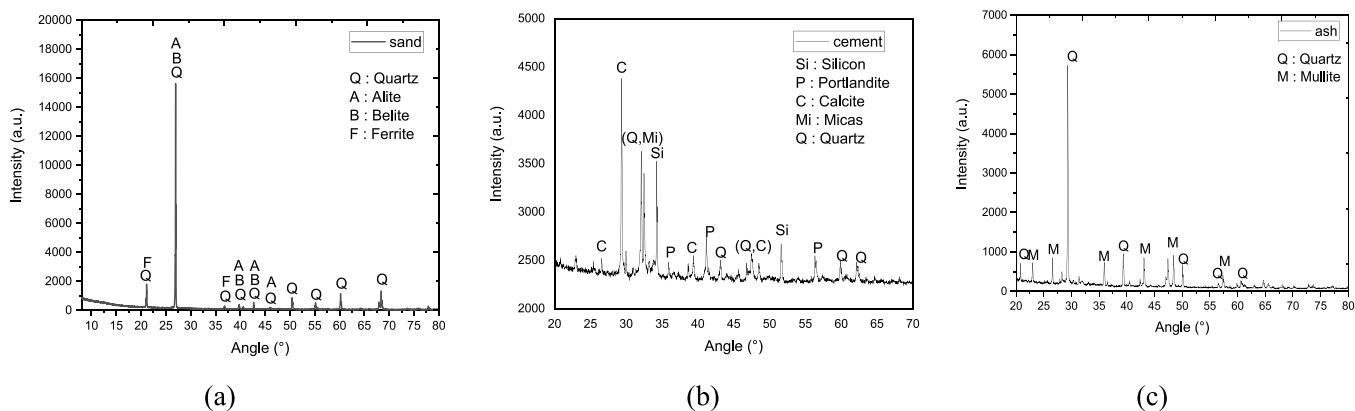 20000
18000
16000
14000
12000
10000
8000
6000
4000
2000
0
Intensity (a.u.)
A
B
Q
sand
Q : Quartz
A : Alite
B : Belite
F : Ferrite
F
Q
F
Q
A
B
Q
A
B
Q
A
Q
Q
Q
Q
Q
10 15 20 25 30 35 40 45 50 55 60 65 70 75 80
Angle (°)
(a)
5000
4500
4000
3500
3000
2500
2000
Intensity (a.u.)
cement
Si : Silicon
P : Portlandite
C : Calcite
Mi : Micas
Q : Quartz
C
C
(Q,Mi)
Si
P
C
P
Q
(Q,C)
Si
P
Q
Q
20 25 30 35 40 45 50 55 60 65 70
Angle (°)
(b)
7000
6000
5000
4000
3000
2000
1000
0
Intensity (a.u.)
ash
Q : Quartz
M : Mullite
Q
M
M
Q
M
Q
M
M
Q
Q
M
Q
20 25 30 35 40 45 50 55 60 65 70 75 80
Angle (°)
(c)